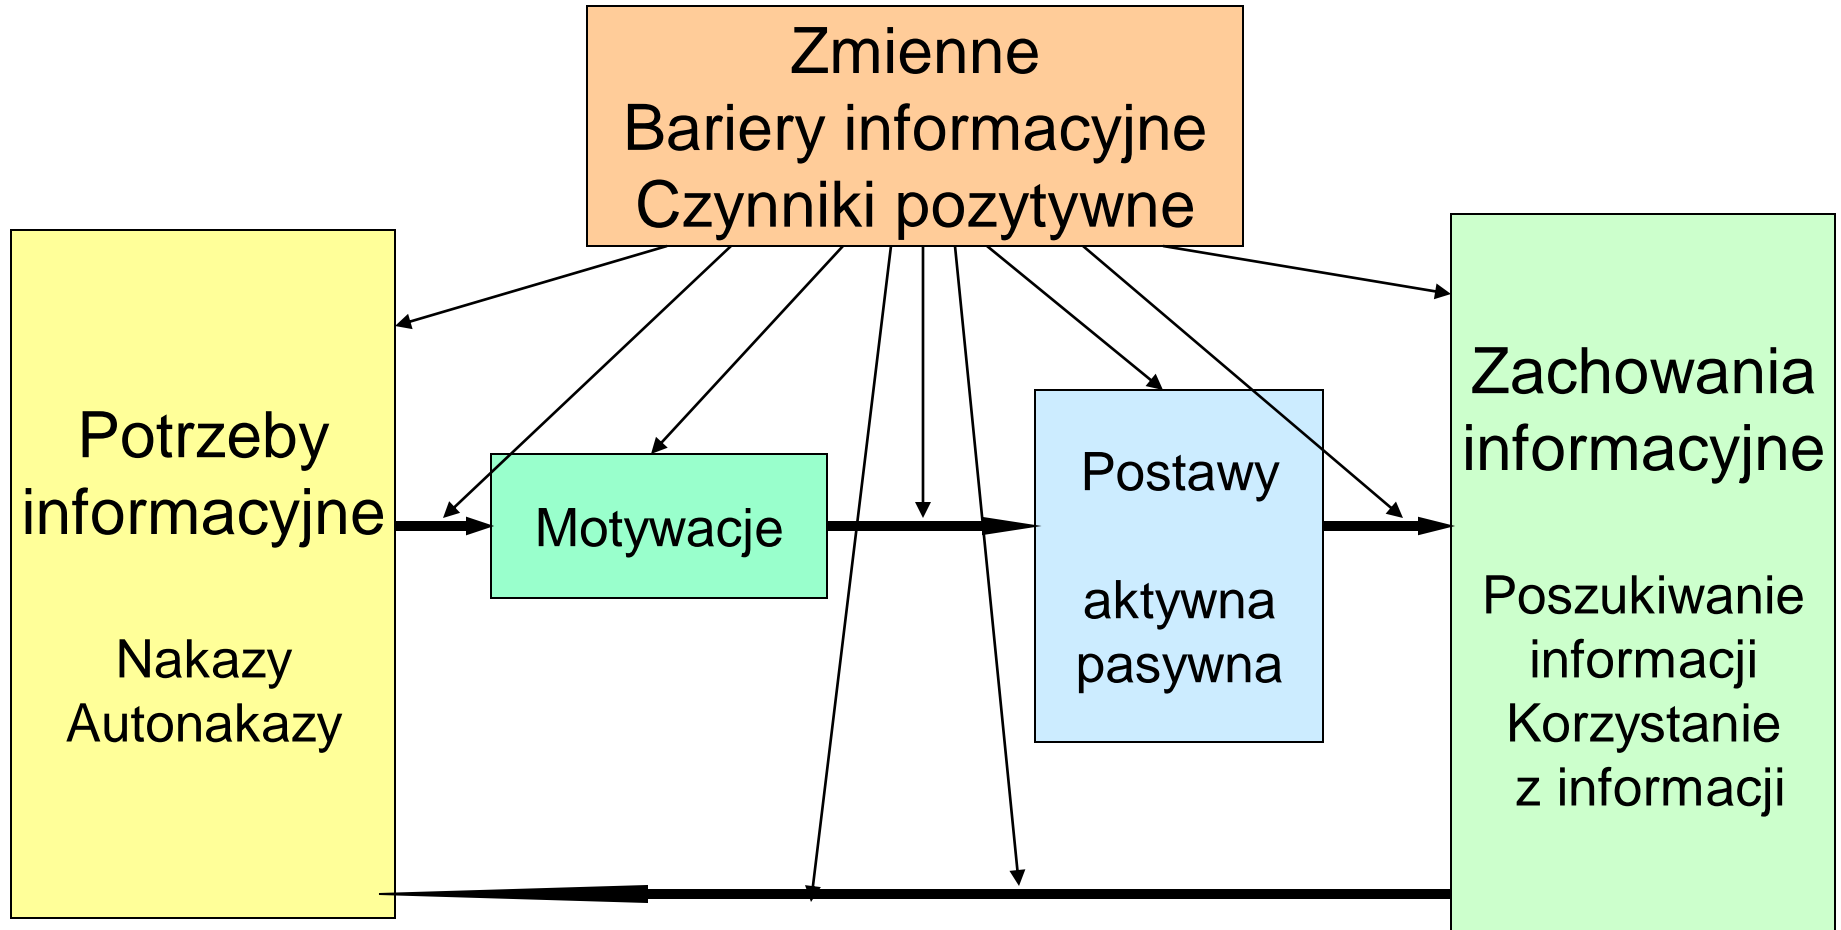 Zmienne
Bariery informacyjne
Czynniki pozytywne
Potrzeby
informacyjne
Nakazy
Autonakazy
Motywacje
Postawy
aktywna
pasywna
Zachowania
informacyjne
Poszukiwanie
informacji
Korzystanie
z informacji